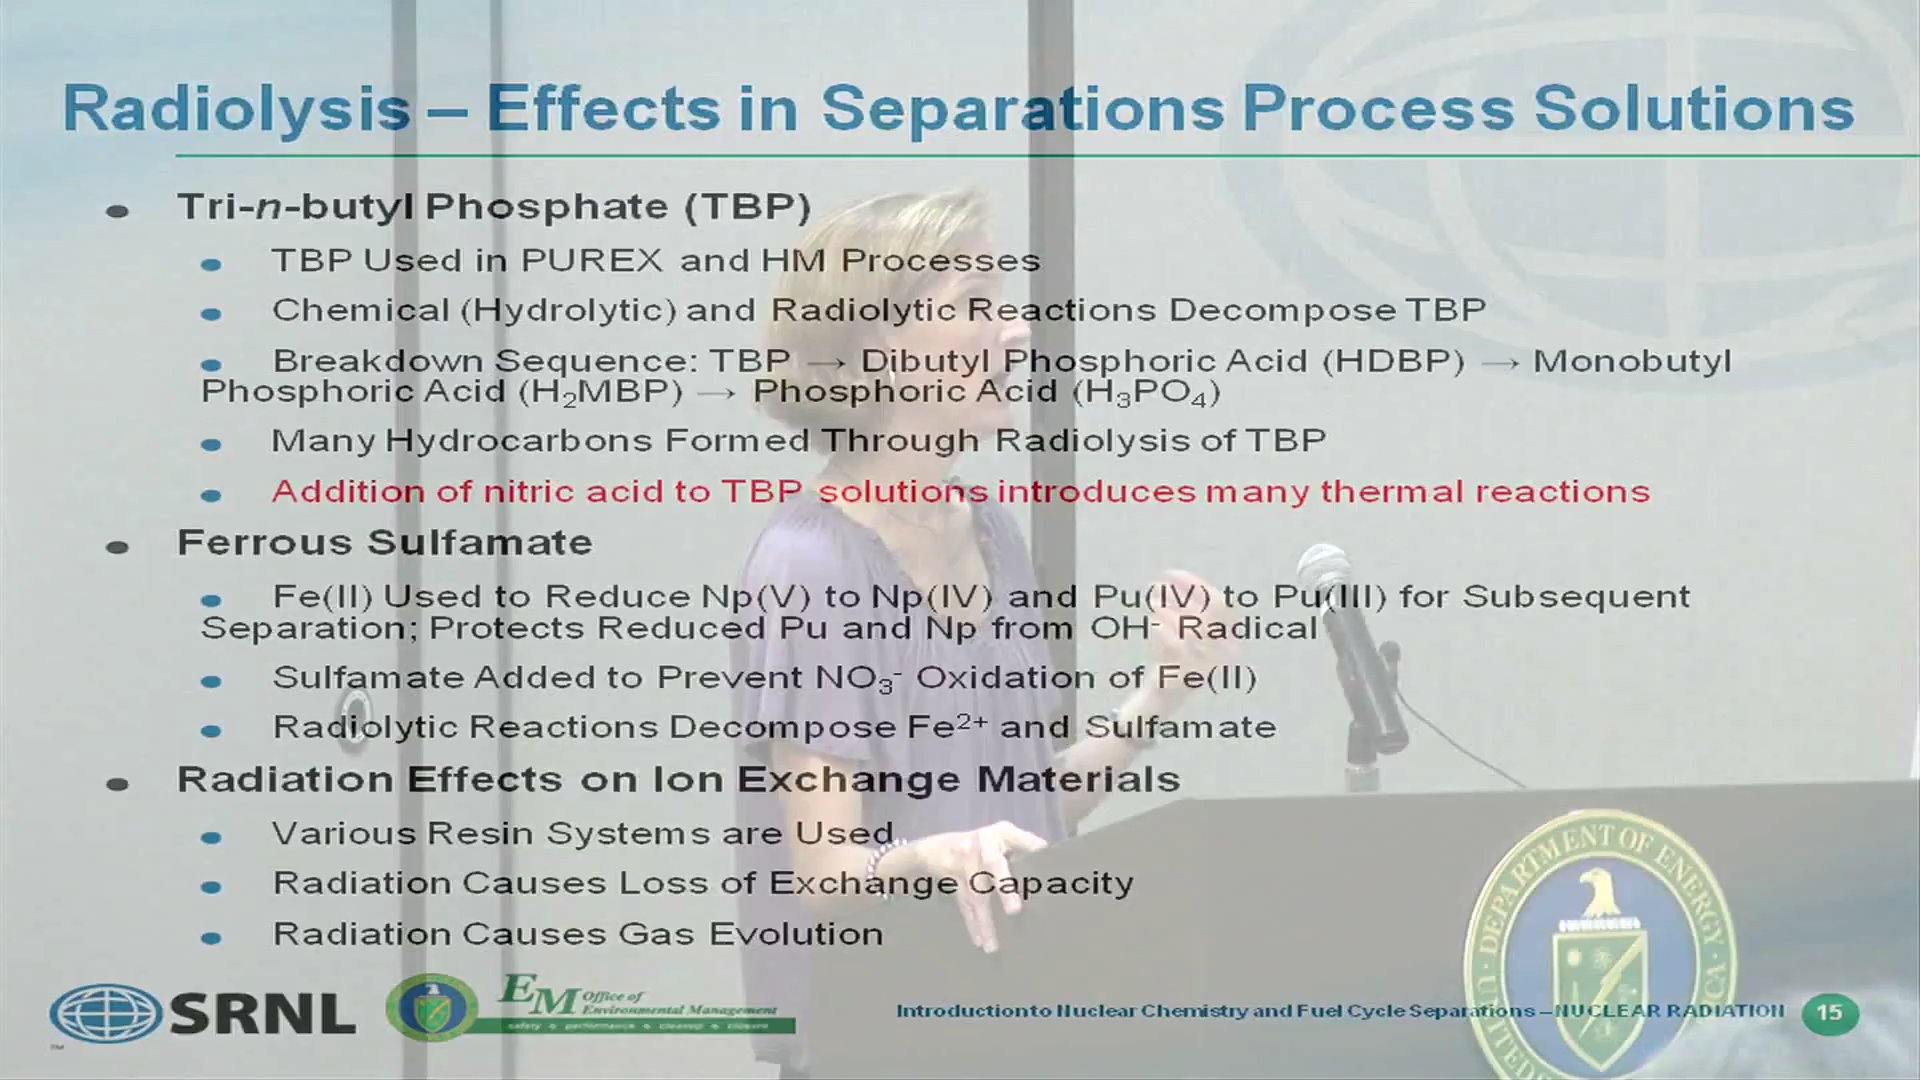 Radiolysis – Effects in Separations Process Solutions
• Tri-n-butyl Phosphate (TBP)
• TBP Used in PUREX and HM Processes
• Chemical (Hydrolytic) and Radiolytic Reactions Decompose TBP
• Breakdown Sequence: TBP → Dibutyl Phosphoric Acid (HDBP) → Monobutyl
Phosphoric Acid (H₂MBP) → Phosphoric Acid (H₃PO₄)
• Many Hydrocarbons Formed Through Radiolysis of TBP
• Addition of nitric acid to TBP solutions introduces many thermal reactions
• Ferrous Sulfamate
• Fe(II) Used to Reduce Np(V) to Np(IV) and Pu(IV) to Pu(III) for Subsequent
Separation; Protects Reduced Pu and Np from OH⁻ Radical
• Sulfamate Added to Prevent NO₃⁻ Oxidation of Fe(II)
• Radiolytic Reactions Decompose Fe²⁺ and Sulfamate
• Radiation Effects on Ion Exchange Materials
• Various Resin Systems are Used
• Radiation Causes Loss of Exchange Capacity
• Radiation Causes Gas Evolution
SRNL
™
EM Office of
Environmental Management
safety ❖ performance ❖ cleanup ❖ closure
Introduction to Nuclear Chemistry and Fuel Cycle Separations – NUCLEAR RADIATION
15
DEPARTMENT OF ENERGY
UNITED